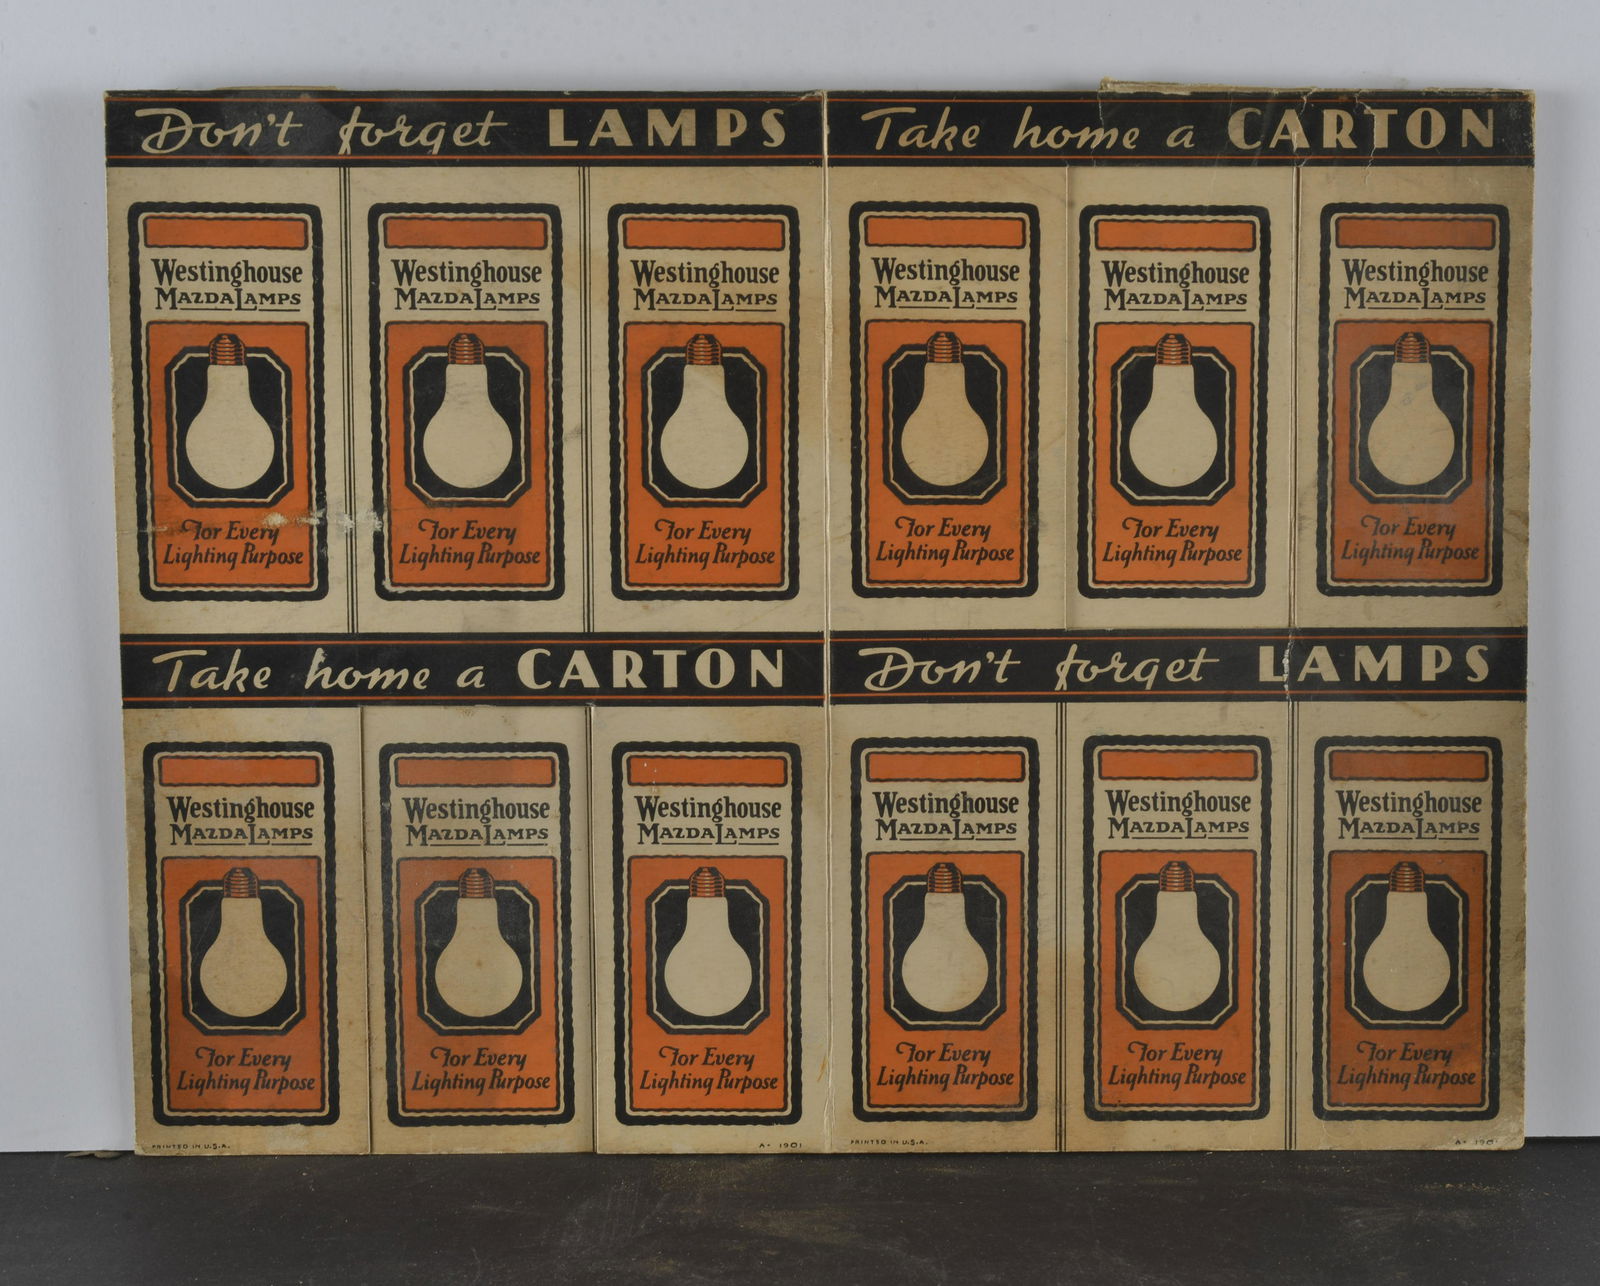 Don't forget LAMPS
Take home a CARTON
Westinghouse
MAZDA LAMPS
For Every
Lighting Purpose
Westinghouse
MAZDA LAMPS
For Every
Lighting Purpose
Westinghouse
MAZDA LAMPS
For Every
Lighting Purpose
Westinghouse
MAZDA LAMPS
For Every
Lighting Purpose
Westinghouse
MAZDA LAMPS
For Every
Lighting Purpose
Westinghouse
MAZDA LAMPS
For Every
Lighting Purpose
Take home a CARTON
Don't forget LAMPS
Westinghouse
MAZDA LAMPS
For Every
Lighting Purpose
Westinghouse
MAZDA LAMPS
For Every
Lighting Purpose
Westinghouse
MAZDA LAMPS
For Every
Lighting Purpose
Westinghouse
MAZDA LAMPS
For Every
Lighting Purpose
Westinghouse
MAZDA LAMPS
For Every
Lighting Purpose
Westinghouse
MAZDA LAMPS
For Every
Lighting Purpose
PRINTED IN U.S.A.
A- 1901
PRINTED IN U.S.A.